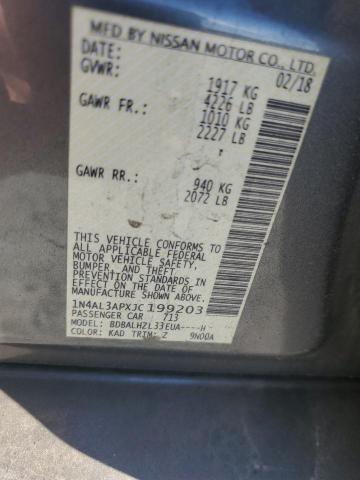 MFD BY NISSAN MOTOR CO., LTD.
DATE: 02/18
GVWR: 1917 KG
4226 LB
GAWR FR.: 1010 KG
2227 LB
GAWR RR.: 940 KG
2072 LB
THIS VEHICLE CONFORMS TO
ALL APPLICABLE FEDERAL
MOTOR VEHICLE SAFETY,
BUMPER, AND THEFT
PREVENTION STANDARDS IN
EFFECT ON THE DATE OF
MANUFACTURE SHOWN ABOVE.
1N4AL3APXJC199203
PASSENGER CAR 713
MODEL: BDBALHZL33EUA----H
COLOR: KAD TRIM: Z 9N00A